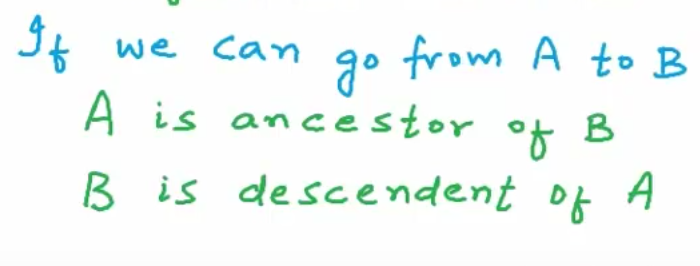 If we can go from A to B
A is ancestor of B
B is descendent of A